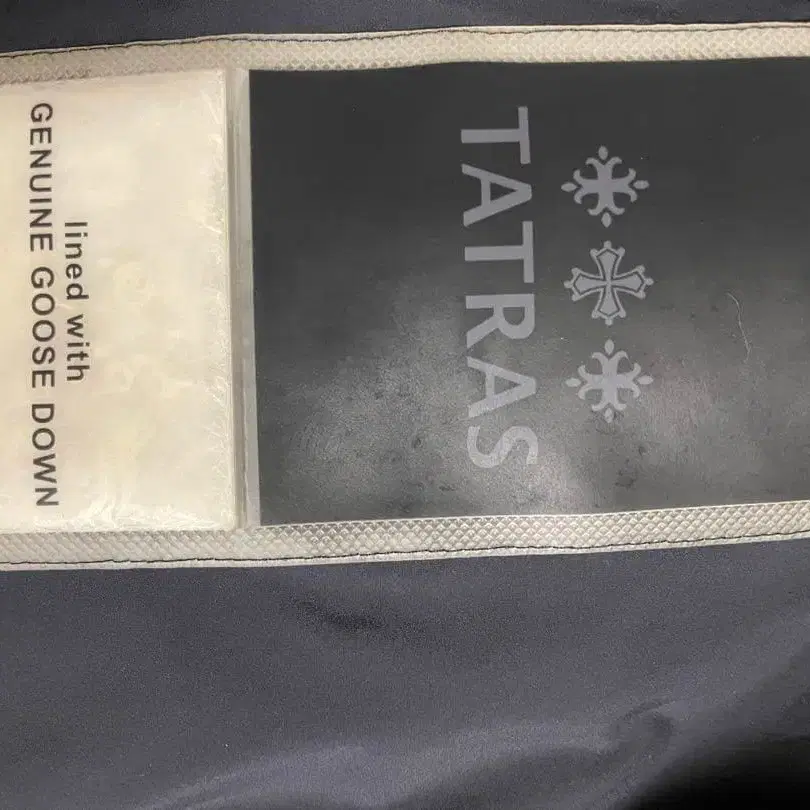 TATRAS
lined with
GENUINE GOOSE DOWN